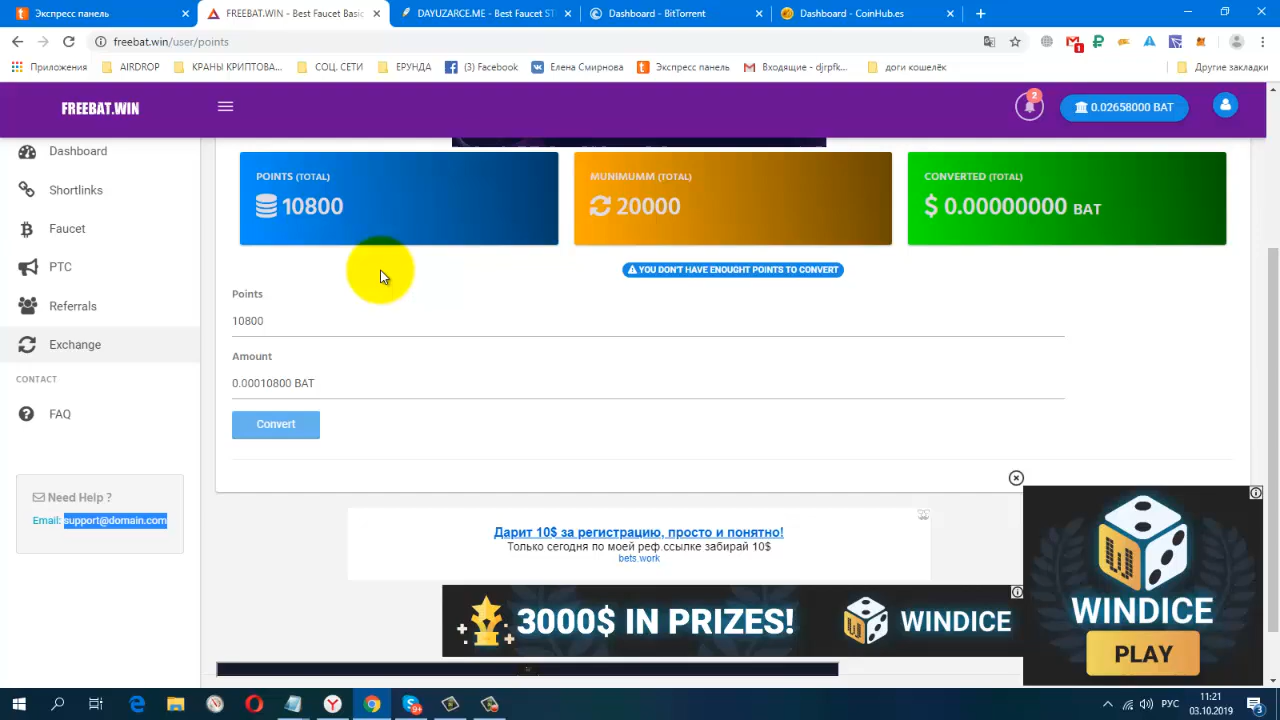 Экспресс панель
FREEBAT.WIN - Best Faucet Basic
DAYUZARCE.ME - Best Faucet ST
Dashboard - BitTorrent
Dashboard - CoinHub.es
freebat.win/user/points
1
Приложения
AIRDROP
КРАНЫ КРИПТОВА...
СОЦ. СЕТИ
ЕРУНДА
(3) Facebook
Елена Смирнова
Экспресс панель
Входящие - djrpfk...
доги кошелёк
Другие закладки
FREEBAT.WIN
2
0.02658000 BAT
Dashboard
Shortlinks
Faucet
PTC
Referrals
Exchange
CONTACT
FAQ
Need Help ?
Email: support@domain.com
POINTS (TOTAL)
10800
MUNIMUMM (TOTAL)
20000
CONVERTED (TOTAL)
$ 0.00000000 BAT
YOU DON'T HAVE ENOUGHT POINTS TO CONVERT
Points
10800
Amount
0.00010800 BAT
Convert
Дарит 10$ за регистрацию, просто и понятно!
Только сегодня по моей реф.ссылке забирай 10$
bets.work
3000$ IN PRIZES!
WINDICE
WINDICE
PLAY
9+
РУС
11:21
03.10.2019
3